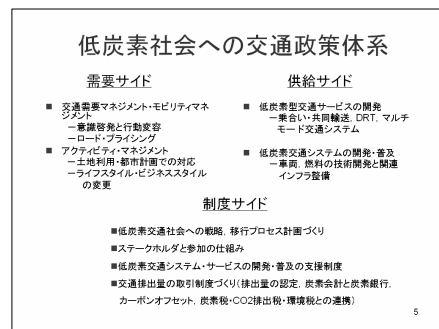 低炭素社会への交通政策体系
需要サイド
■ 交通需要マネジメント・モビリティマネ
ジメント
－意識啓発と行動変容
－ロード・プライシング
■ アクティビティ・マネジメント
－土地利用・都市計画での対応
－ライフスタイル・ビジネススタイル
の変更
供給サイド
■ 低炭素型交通サービスの開発
－乗合い・共同輸送, DRT, マルチ
モード交通システム
■ 低炭素交通システムの開発・普及
－車両, 燃料の技術開発と関連
インフラ整備
制度サイド
■低炭素交通社会への戦略, 移行プロセス計画づくり
■ステークホルダと参加の仕組み
■低炭素交通システム・サービスの開発・普及の支援制度
■交通排出量の取引制度づくり(排出量の認定, 炭素会計と炭素銀行,
カーボンオフセット, 炭素税・CO2排出税・環境税との連携)
5